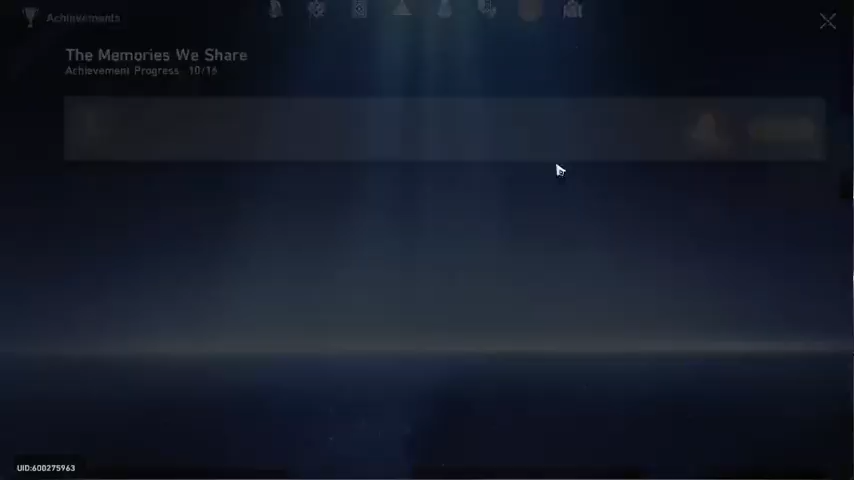 Achievements
The Memories We Share
Achievement Progress 10/16
UID:600275963